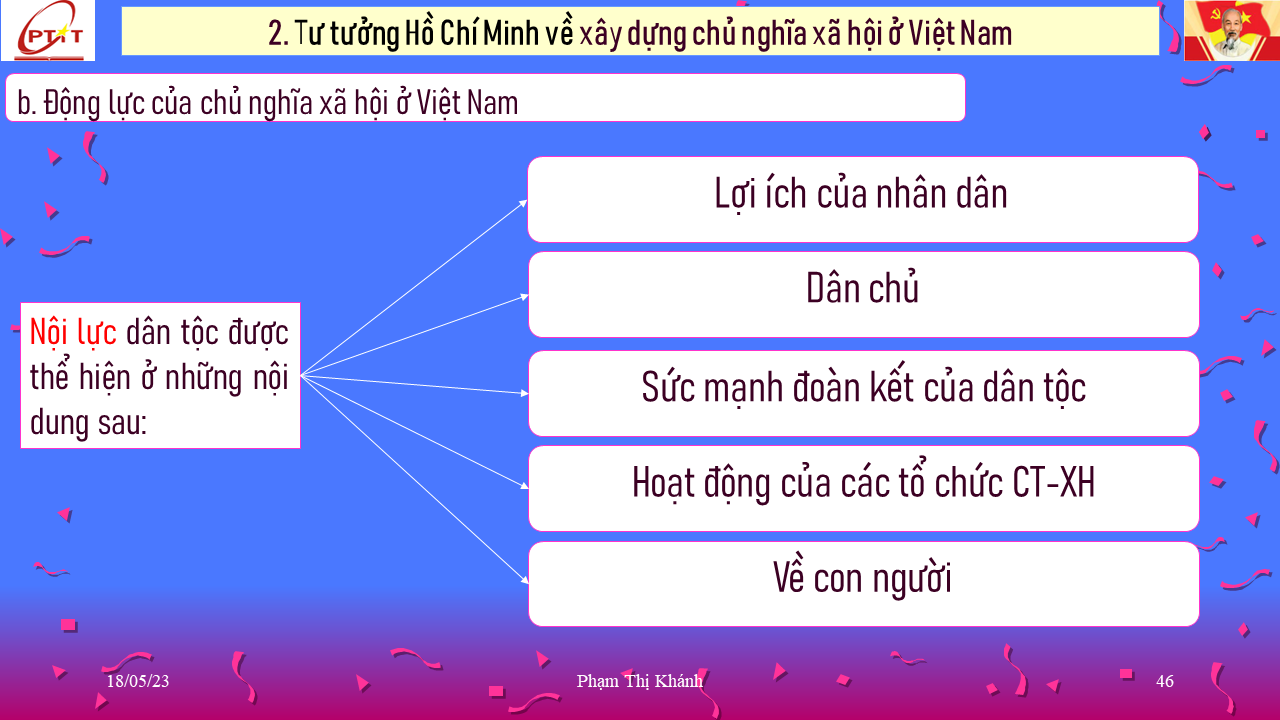 PTIT
2. Tư tưởng Hồ Chí Minh về xây dựng chủ nghĩa xã hội ở Việt Nam
b. Động lực của chủ nghĩa xã hội ở Việt Nam
Nội lực dân tộc được
thể hiện ở những nội
dung sau:
Lợi ích của nhân dân
Dân chủ
Sức mạnh đoàn kết của dân tộc
Hoạt động của các tổ chức CT-XH
Về con người
18/05/23
Phạm Thị Khánh
46